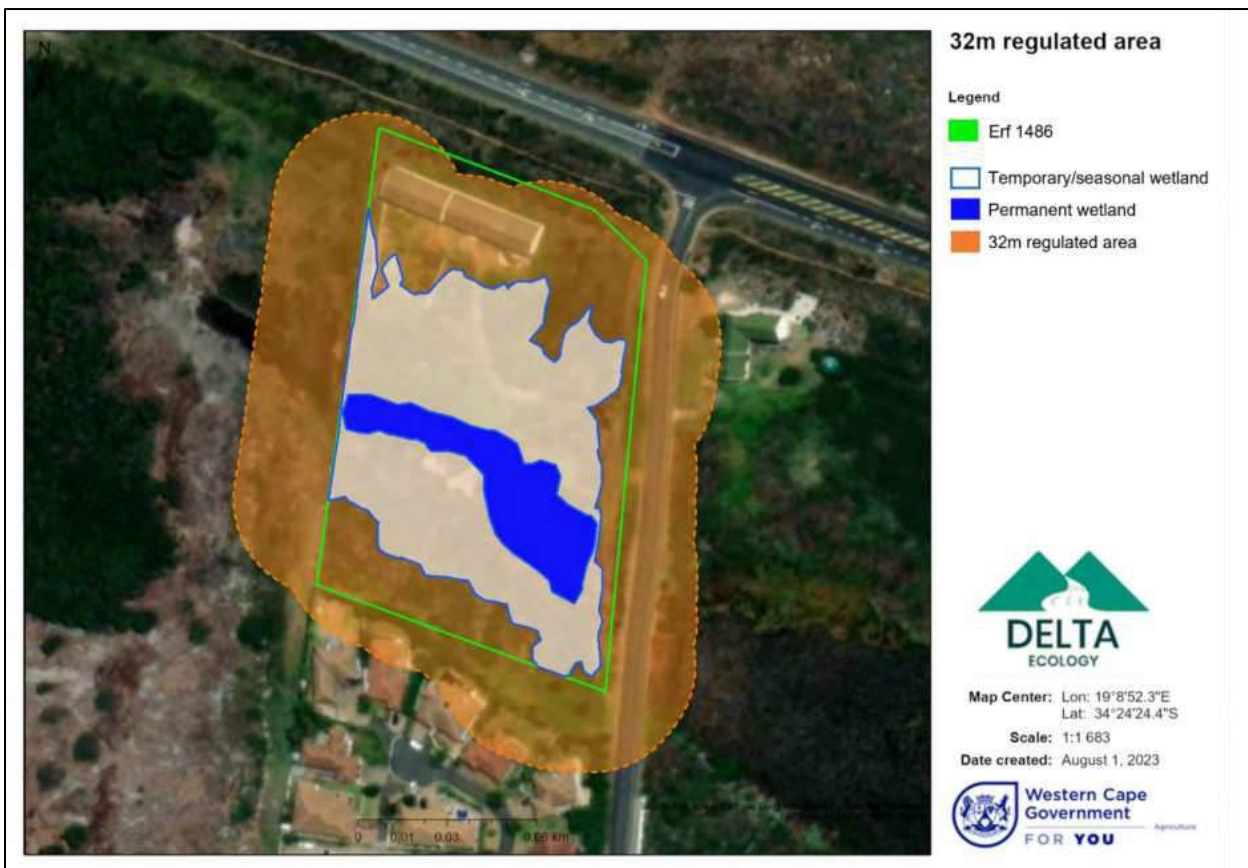 32m regulated area
Legend
Erf 1486
Temporary/seasonal wetland
Permanent wetland
32m regulated area
N
0 0,01 0,03 0,06 km
DELTA
ECOLOGY
Map Center: Lon: 19°8'52.3"E
Lat: 34°24'24.4"S
Scale: 1:1 683
Date created: August 1, 2023
Western Cape
Government
Agriculture
FOR YOU